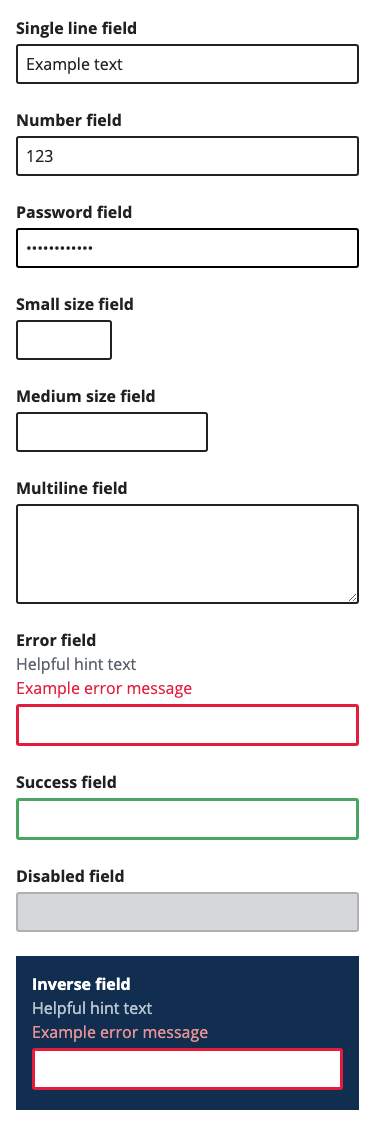 Single line field
Example text
Number field
123
Password field
••••••••••••
Small size field
Medium size field
Multiline field
Error field
Helpful hint text
Example error message
Success field
Disabled field
Inverse field
Helpful hint text
Example error message